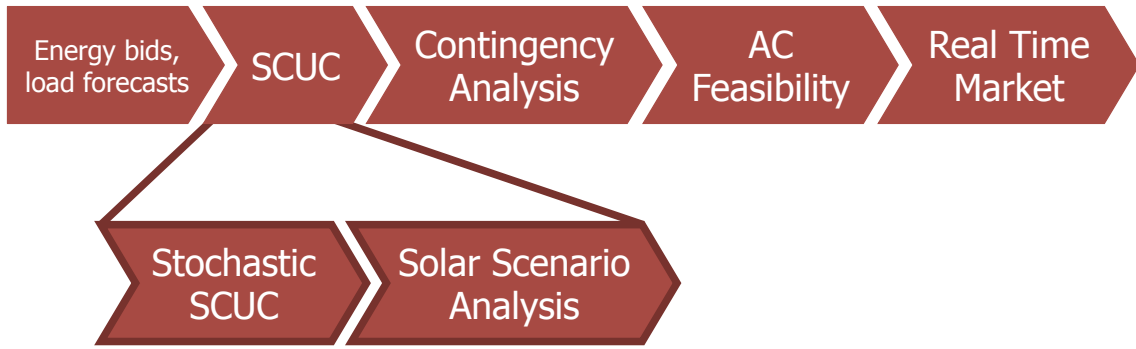 Energy bids,
load forecasts
SCUC
Contingency
Analysis
AC
Feasibility
Real Time
Market
Stochastic
SCUC
Solar Scenario
Analysis